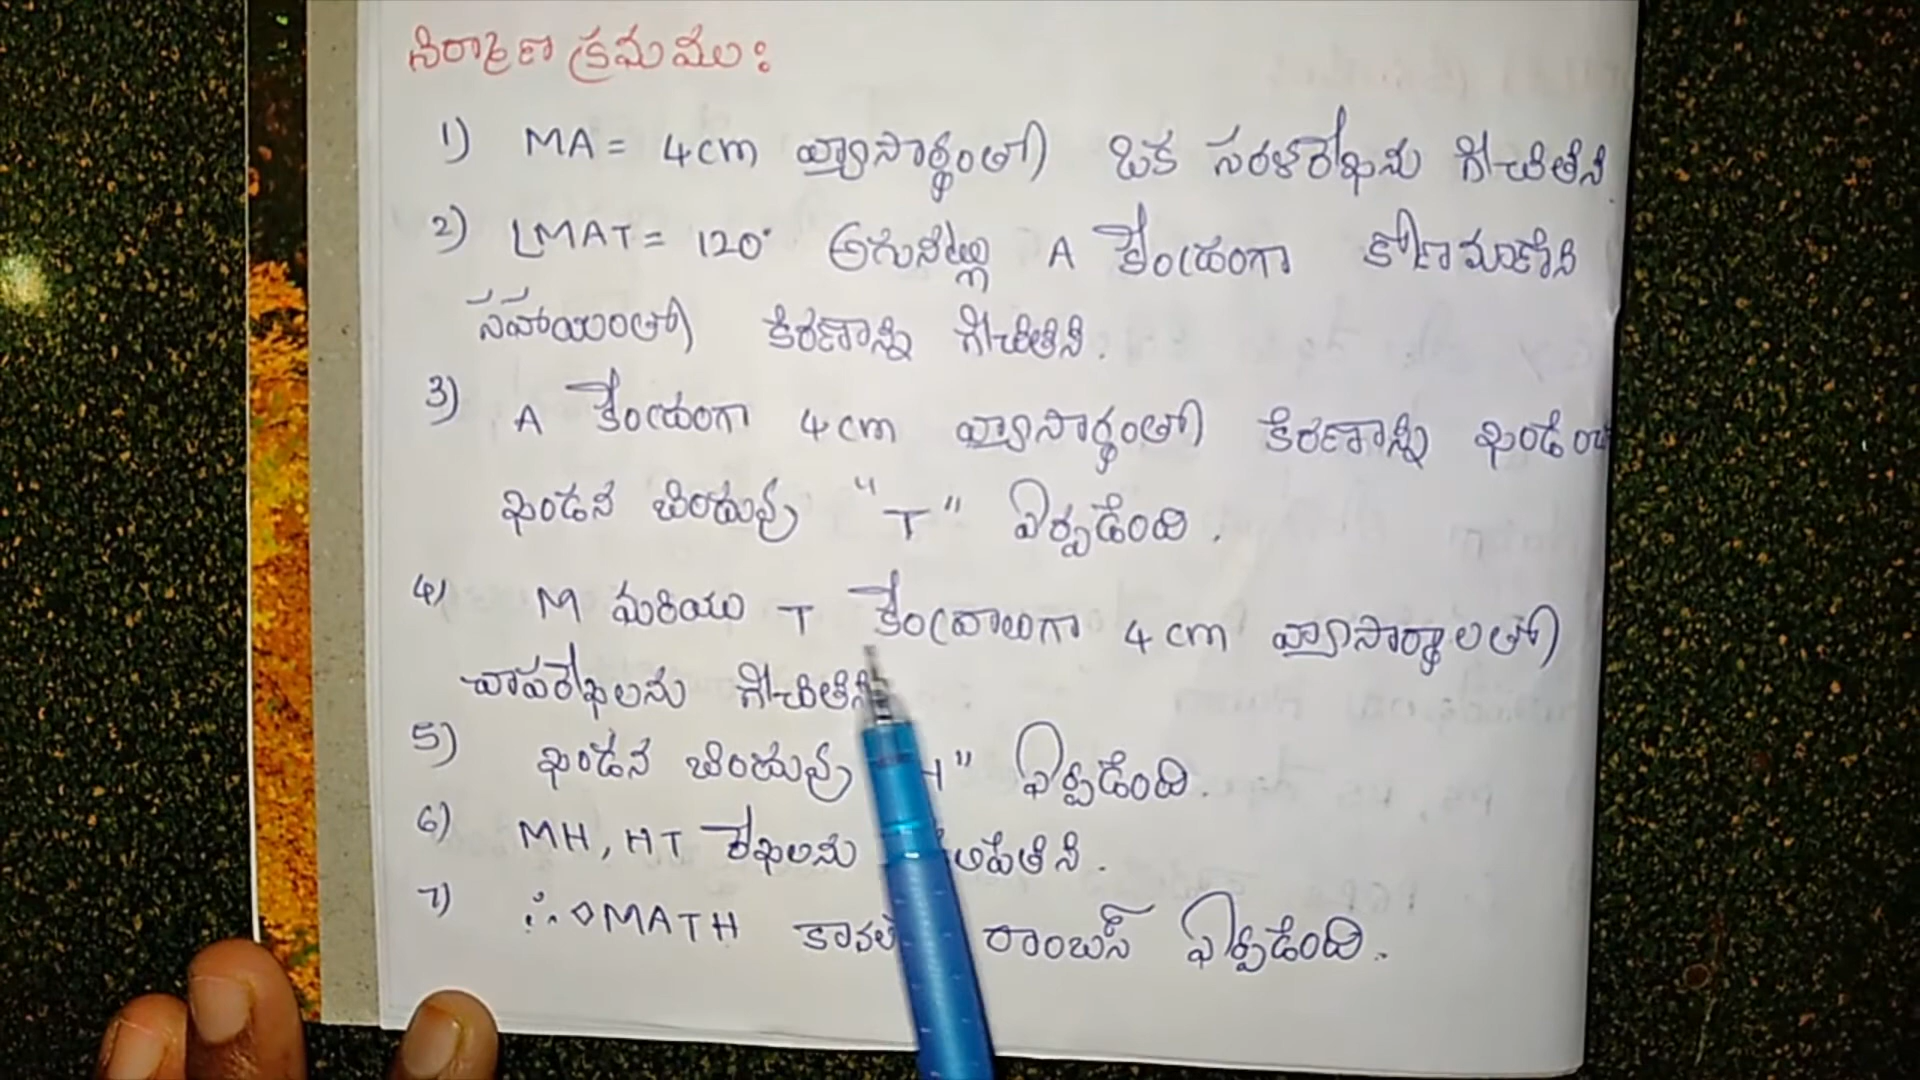 నిర్మాణ క్రమము:
1) MA = 4cm వ్యాసార్థంతో ఒక సరళరేఖను గీచితిని.
2) ∠MAT = 120° అగునట్లు A కేంద్రంగా కోణమానిని
సహాయంతో కిరణాన్ని గీచితిని.
3) A కేంద్రంగా 4cm వ్యాసార్థంతో కిరణాన్ని
ఖండన బిందువు "T" ఏర్పడింది.
4) M మరియు T కేంద్రాలుగా 4cm వ్యాసార్థాలతో
చాపరేఖలను గీచితిని
5) ఖండన బిందువు H" ఏర్పడింది.
6) MH, HT రేఖలను కలిపితిని.
7) ∴ ◇MATH కావలసిన రాంబస్ ఏర్పడింది.